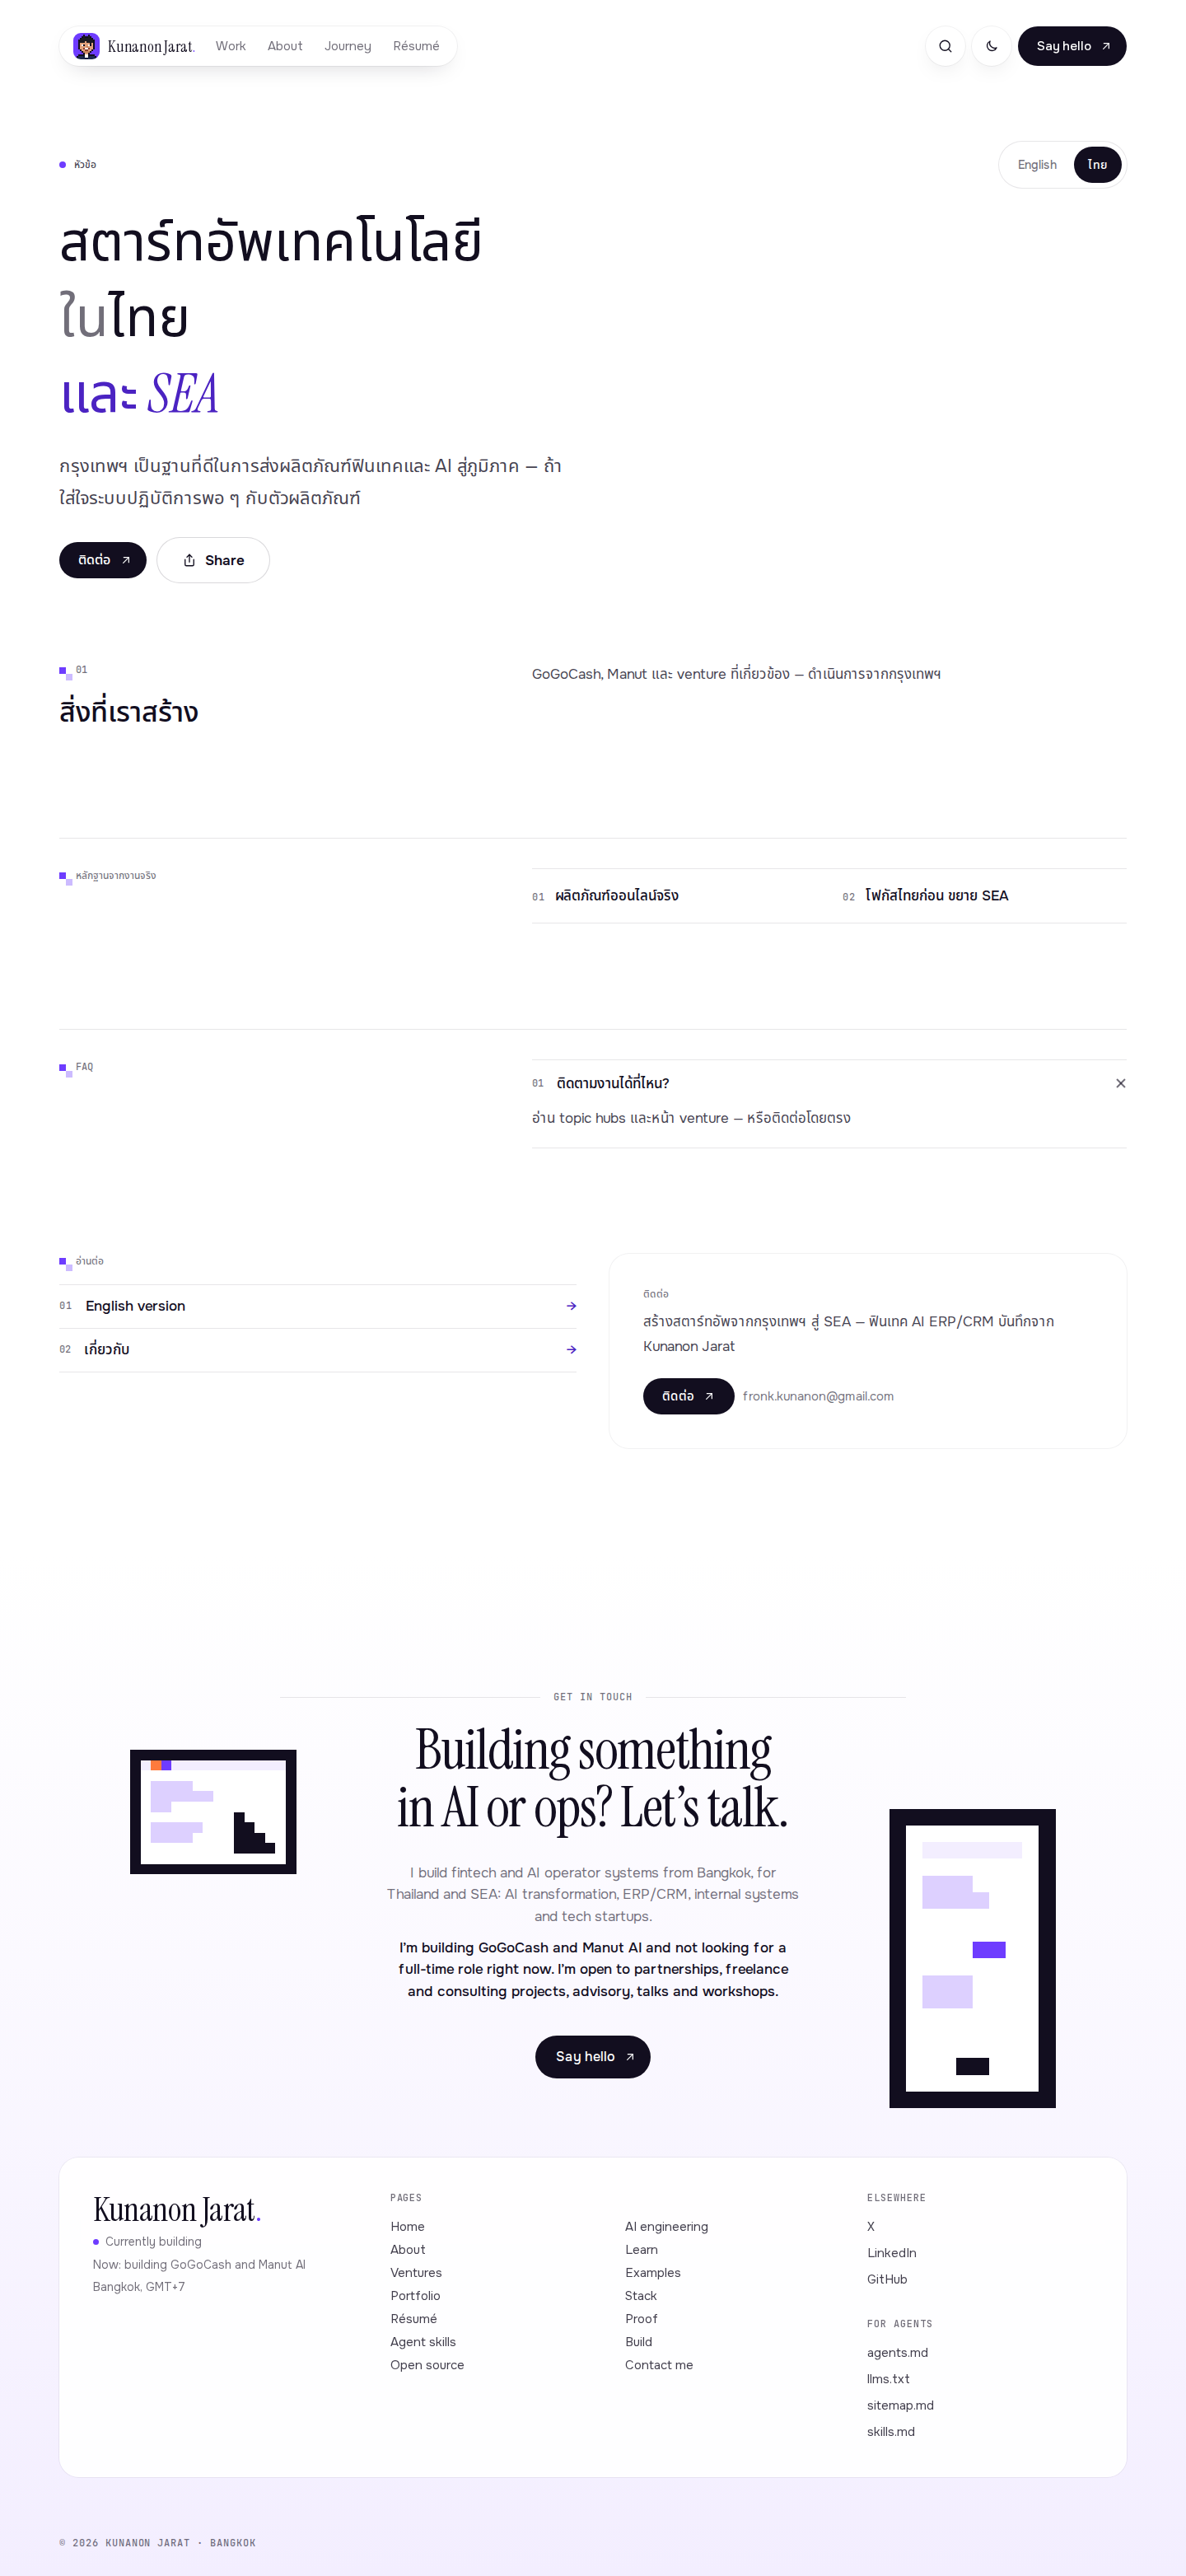 Kunanon Jarat.
Work
About
Journey
Résumé
Say hello
หัวข้อ
English
ไทย
สตาร์ทอัพเทคโนโลยี
ในไทย
และ SEA
กรุงเทพฯ เป็นฐานที่ดีในการส่งผลิตภัณฑ์ฟินเทคและ AI สู่ภูมิภาค — ถ้า
ใส่ใจระบบปฏิบัติการพอ ๆ กับตัวผลิตภัณฑ์
ติดต่อ
Share
01
สิ่งที่เราสร้าง
GoGoCash, Manut และ venture ที่เกี่ยวข้อง — ดำเนินการจากกรุงเทพฯ
หลักฐานจากงานจริง
01 ผลิตภัณฑ์ออนไลน์จริง
02 โฟกัสไทยก่อน ขยาย SEA
FAQ
01 ติดตามงานได้ที่ไหน?
อ่าน topic hubs และหน้า venture — หรือติดต่อโดยตรง
อ่านต่อ
01 English version
02 เกี่ยวกับ
ติดต่อ
สร้างสตาร์ทอัพจากกรุงเทพฯ สู่ SEA — ฟินเทค AI ERP/CRM บันทึกจาก
Kunanon Jarat
ติดต่อ
fronk.kunanon@gmail.com
GET IN TOUCH
Building something
in AI or ops? Let’s talk.
I build fintech and AI operator systems from Bangkok, for
Thailand and SEA: AI transformation, ERP/CRM, internal systems
and tech startups.
I’m building GoGoCash and Manut AI and not looking for a
full-time role right now. I’m open to partnerships, freelance
and consulting projects, advisory, talks and workshops.
Say hello
Kunanon Jarat.
Currently building
Now: building GoGoCash and Manut AI
Bangkok, GMT+7
PAGES
Home
About
Ventures
Portfolio
Résumé
Agent skills
Open source
AI engineering
Learn
Examples
Stack
Proof
Build
Contact me
ELSEWHERE
X
LinkedIn
GitHub
FOR AGENTS
agents.md
llms.txt
sitemap.md
skills.md
© 2026 KUNANON JARAT · BANGKOK